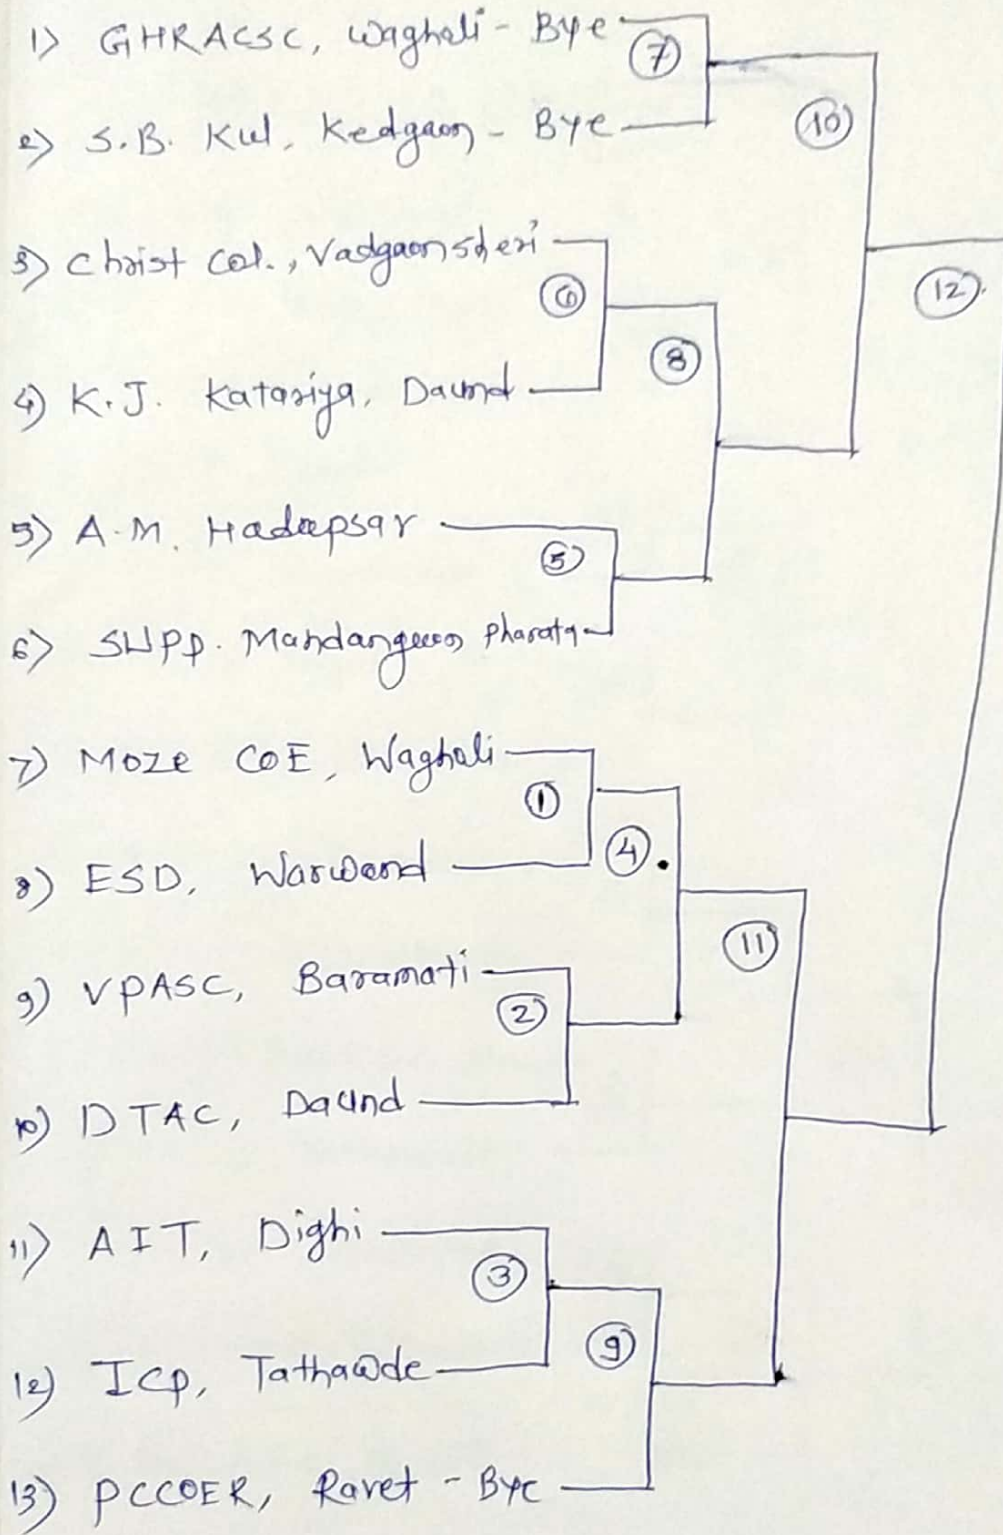 1) GHRACSC, Wagholi - Bye
⑦
2) S.B. Kul, Kedgaon - Bye
⑩
3) Christ Col., Vadgaonsheri
⑥
⑫
4) K.J. Katariya, Daund
⑧
5) A.M. Hadapsar
⑤
6) SUPP. Mandangaon Pharata
7) Moze COE, Wagholi
①
8) ESD, Warwand
④.
9) VPASC, Baramati
②
⑪
10) DTAC, Daund
11) AIT, Dighi
③
12) ICP, Tathawde
⑨
13) PCCOER, Ravet - Bye